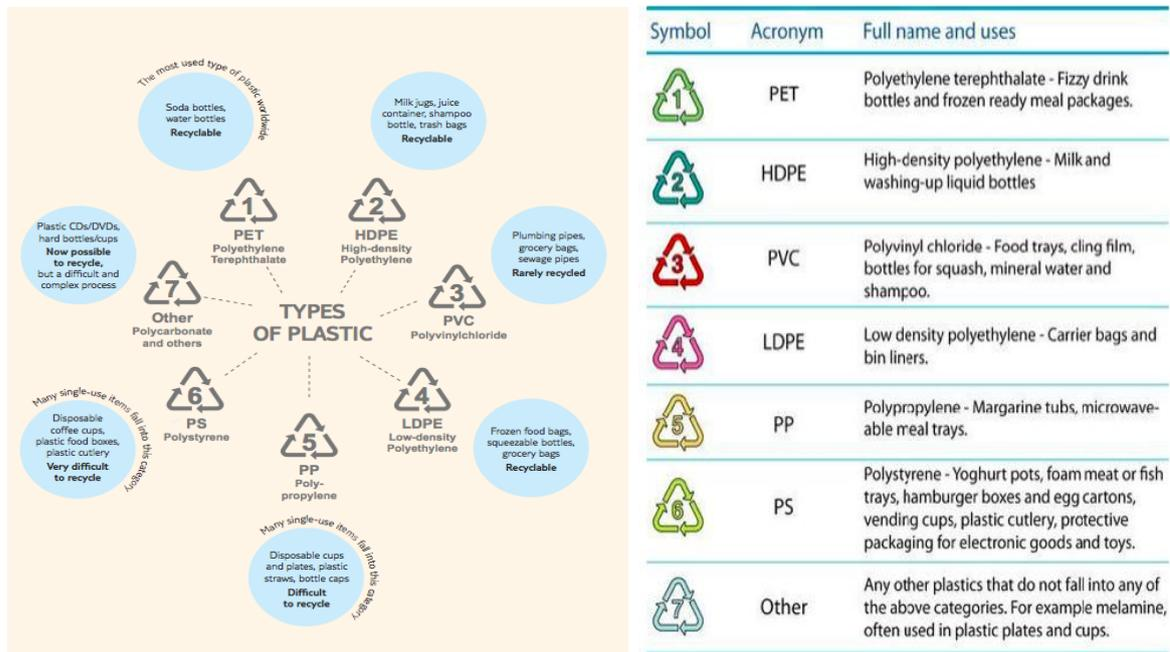 The most used type of plastic worldwide
Soda bottles,
water bottles
Recyclable
Milk jugs, juice
container, shampoo
bottle, trash bags
Recyclable
1
PET
Polyethylene
Terephthalate
2
HDPE
High-density
Polyethylene
Plastic CDs/DVDs,
hard bottles/cups
Now possible
to recycle,
but a difficult and
complex process
Plumbing pipes,
grocery bags,
sewage pipes
Rarely recycled
7
Other
Polycarbonate
and others
TYPES
OF PLASTIC
3
PVC
Polyvinylchloride
6
PS
Polystyrene
5
PP
Poly-
propylene
4
LDPE
Low-density
Polyethylene
Many single-use items fall into this category
Disposable
coffee cups,
plastic food boxes,
plastic cutlery
Very difficult
to recycle
Frozen food bags,
squeezable bottles,
grocery bags
Recyclable
Many single-use items fall into this category
Disposable cups
and plates, plastic
straws, bottle caps
Difficult
to recycle
Symbol Acronym Full name and uses
1 PET Polyethylene terephthalate - Fizzy drink
bottles and frozen ready meal packages.
2 HDPE High-density polyethylene - Milk and
washing-up liquid bottles
3 PVC Polyvinyl chloride - Food trays, cling film,
bottles for squash, mineral water and
shampoo.
4 LDPE Low density polyethylene - Carrier bags and
bin liners.
5 PP Polypropylene - Margarine tubs, microwave-
able meal trays.
6 PS Polystyrene - Yoghurt pots, foam meat or fish
trays, hamburger boxes and egg cartons,
vending cups, plastic cutlery, protective
packaging for electronic goods and toys.
7 Other Any other plastics that do not fall into any of
the above categories. For example melamine,
often used in plastic plates and cups.